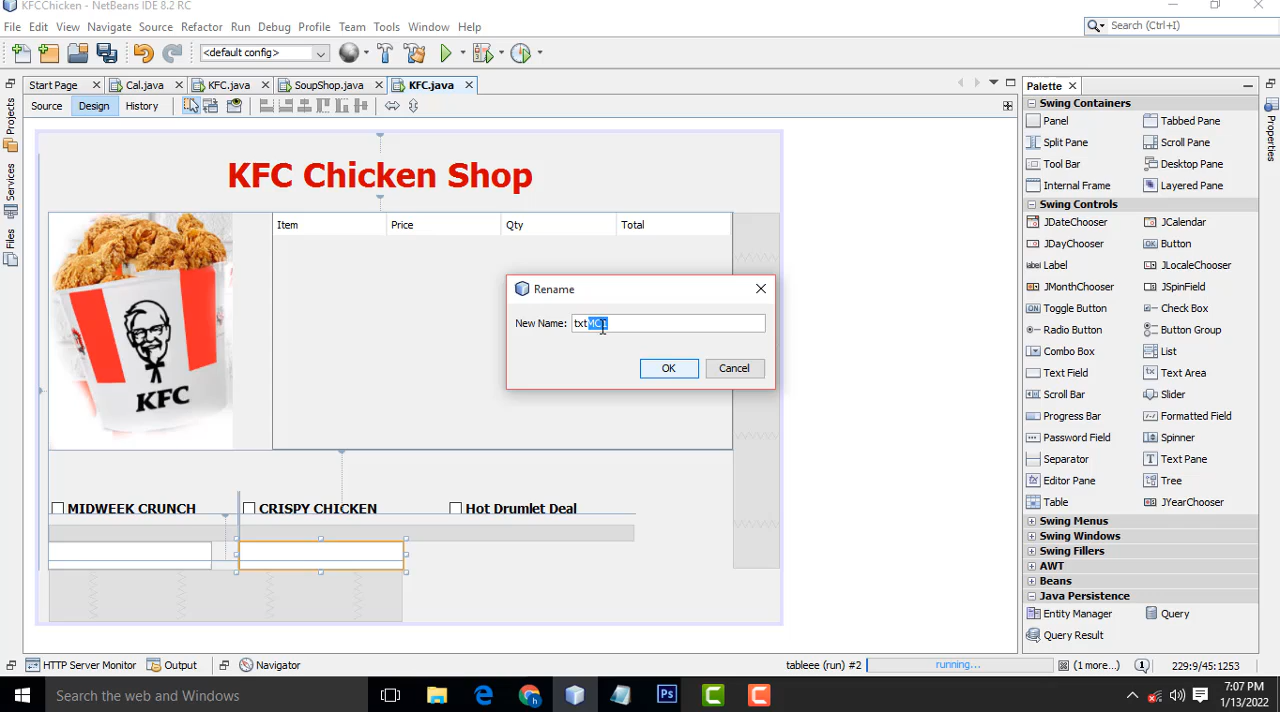 KFCChicken - NetBeans IDE 8.2 RC
File Edit View Navigate Source Refactor Run Debug Profile Team Tools Window Help
Search (Ctrl+I)
<default config>
Start Page Cal.java KFC.java SoupShop.java KFC.java
Source Design History
Projects
Services
Files
KFC Chicken Shop
Item Price Qty Total
KFC
MIDWEEK CRUNCH CRISPY CHICKEN Hot Drumlet Deal
Rename
New Name: txtMC1
OK Cancel
Palette
Properties
Swing Containers
Panel Tabbed Pane
Split Pane Scroll Pane
Tool Bar Desktop Pane
Internal Frame Layered Pane
Swing Controls
JDateChooser JCalendar
JDayChooser OK Button
label Label JLocaleChooser
JMonthChooser JSpinField
Toggle Button Check Box
Radio Button Button Group
Combo Box List
Text Field Text Area
Scroll Bar Slider
Progress Bar Formatted Field
Password Field Spinner
Separator Text Pane
Editor Pane Tree
Table JYearChooser
Swing Menus
Swing Windows
Swing Fillers
AWT
Beans
Java Persistence
Entity Manager Query
Query Result
HTTP Server Monitor Output Navigator
tableee (run) #2 running... (1 more...) 1 229:9/45:1253
Search the web and Windows
Ps C C
7:07 PM
1/13/2022